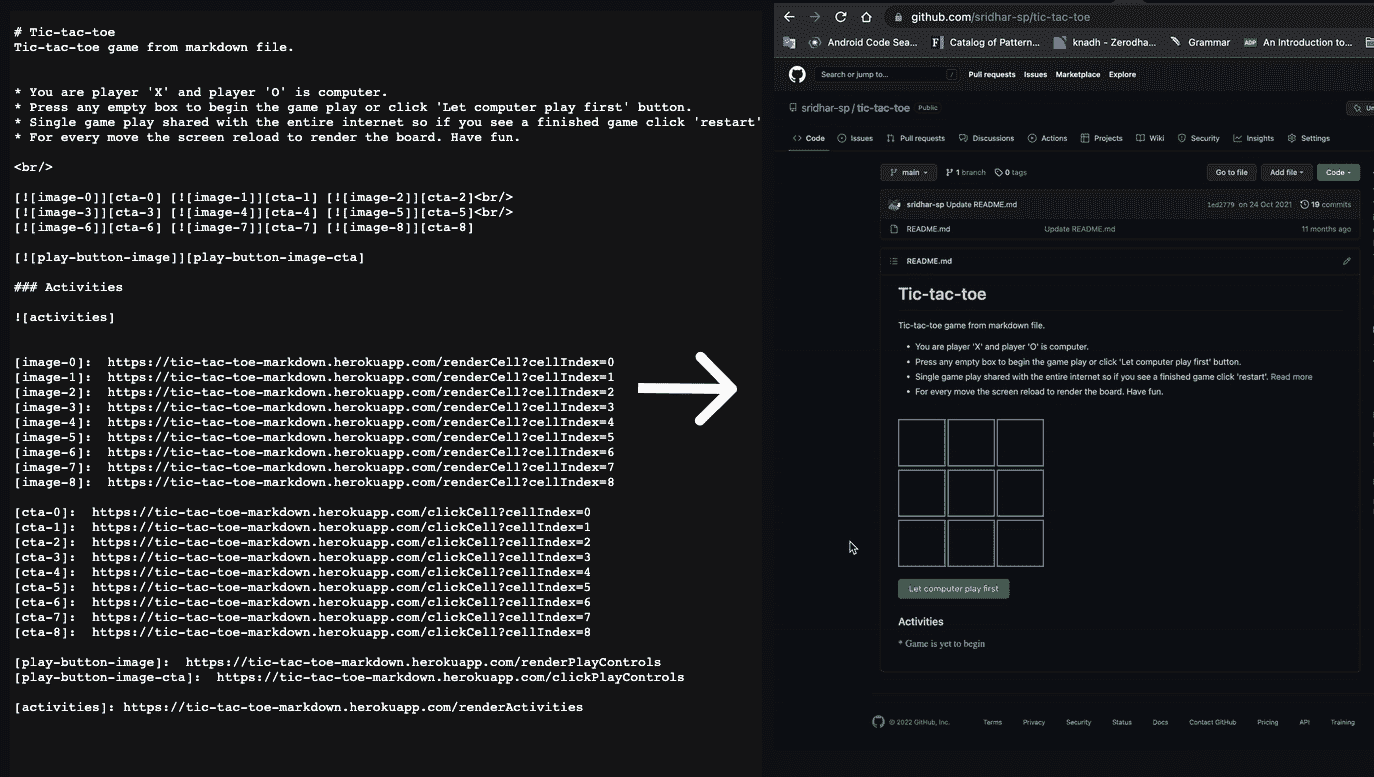 # Tic-tac-toe
Tic-tac-toe game from markdown file.
* You are player 'X' and player 'O' is computer.
* Press any empty box to begin the game play or click 'Let computer play first' button.
* Single game play shared with the entire internet so if you see a finished game click 'restart'
* For every move the screen reload to render the board. Have fun.
<br/>
[![image-0]][cta-0] [![image-1]][cta-1] [![image-2]][cta-2]<br/>
[![image-3]][cta-3] [![image-4]][cta-4] [![image-5]][cta-5]<br/>
[![image-6]][cta-6] [![image-7]][cta-7] [![image-8]][cta-8]
[![play-button-image]][play-button-image-cta]
### Activities
![activities]
[image-0]:  https://tic-tac-toe-markdown.herokuapp.com/renderCell?cellIndex=0
[image-1]:  https://tic-tac-toe-markdown.herokuapp.com/renderCell?cellIndex=1
[image-2]:  https://tic-tac-toe-markdown.herokuapp.com/renderCell?cellIndex=2
[image-3]:  https://tic-tac-toe-markdown.herokuapp.com/renderCell?cellIndex=3
[image-4]:  https://tic-tac-toe-markdown.herokuapp.com/renderCell?cellIndex=4
[image-5]:  https://tic-tac-toe-markdown.herokuapp.com/renderCell?cellIndex=5
[image-6]:  https://tic-tac-toe-markdown.herokuapp.com/renderCell?cellIndex=6
[image-7]:  https://tic-tac-toe-markdown.herokuapp.com/renderCell?cellIndex=7
[image-8]:  https://tic-tac-toe-markdown.herokuapp.com/renderCell?cellIndex=8
[cta-0]:  https://tic-tac-toe-markdown.herokuapp.com/clickCell?cellIndex=0
[cta-1]:  https://tic-tac-toe-markdown.herokuapp.com/clickCell?cellIndex=1
[cta-2]:  https://tic-tac-toe-markdown.herokuapp.com/clickCell?cellIndex=2
[cta-3]:  https://tic-tac-toe-markdown.herokuapp.com/clickCell?cellIndex=3
[cta-4]:  https://tic-tac-toe-markdown.herokuapp.com/clickCell?cellIndex=4
[cta-5]:  https://tic-tac-toe-markdown.herokuapp.com/clickCell?cellIndex=5
[cta-6]:  https://tic-tac-toe-markdown.herokuapp.com/clickCell?cellIndex=6
[cta-7]:  https://tic-tac-toe-markdown.herokuapp.com/clickCell?cellIndex=7
[cta-8]:  https://tic-tac-toe-markdown.herokuapp.com/clickCell?cellIndex=8
[play-button-image]:  https://tic-tac-toe-markdown.herokuapp.com/renderPlayControls
[play-button-image-cta]:  https://tic-tac-toe-markdown.herokuapp.com/clickPlayControls
[activities]: https://tic-tac-toe-markdown.herokuapp.com/renderActivities
github.com/sridhar-sp/tic-tac-toe
Android Code Sea... Catalog of Pattern... knadh - Zerodha... Grammar ADP An Introduction to...
Search or jump to... / Pull requests Issues Marketplace Explore
sridhar-sp / tic-tac-toe Public Un
Code Issues Pull requests Discussions Actions Projects Wiki Security Insights Settings
main 1 branch 0 tags Go to file Add file Code
sridhar-sp Update README.md 1ed2779 on 24 Oct 2021 19 commits
README.md Update README.md 11 months ago
README.md
Tic-tac-toe
Tic-tac-toe game from markdown file.
• You are player 'X' and player 'O' is computer.
• Press any empty box to begin the game play or click 'Let computer play first' button.
• Single game play shared with the entire internet so if you see a finished game click 'restart'. Read more
• For every move the screen reload to render the board. Have fun.
Let computer play first
Activities
* Game is yet to begin
© 2022 GitHub, Inc. Terms Privacy Security Status Docs Contact GitHub Pricing API Training